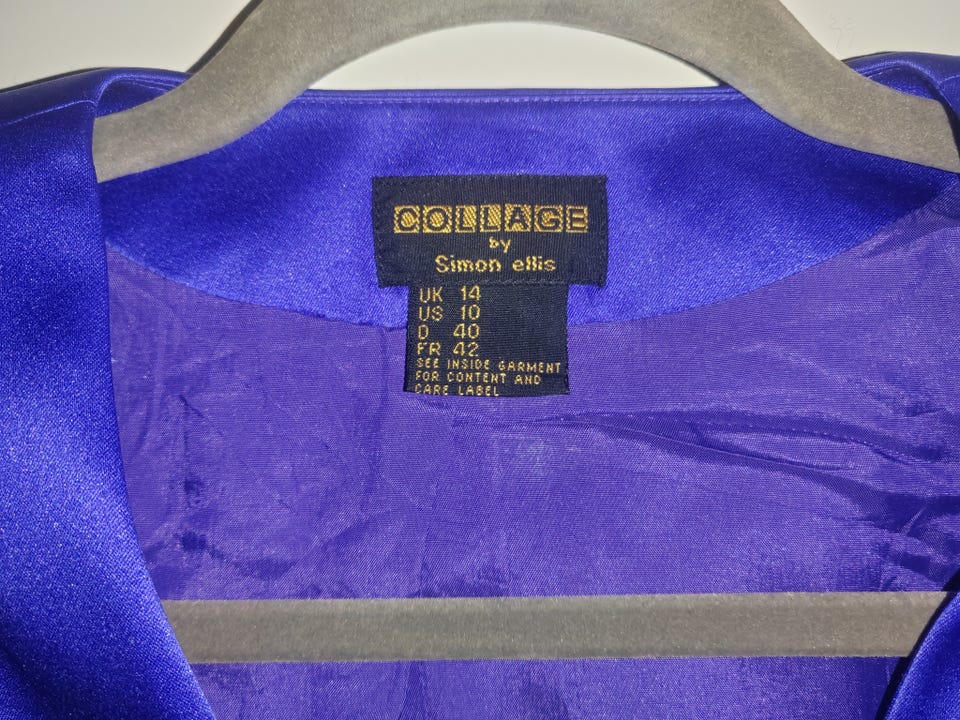 COLLAGE
by
Simon ellis
UK 14
US 10
D 40
FR 42
SEE INSIDE GARMENT
FOR CONTENT AND
CARE LABEL